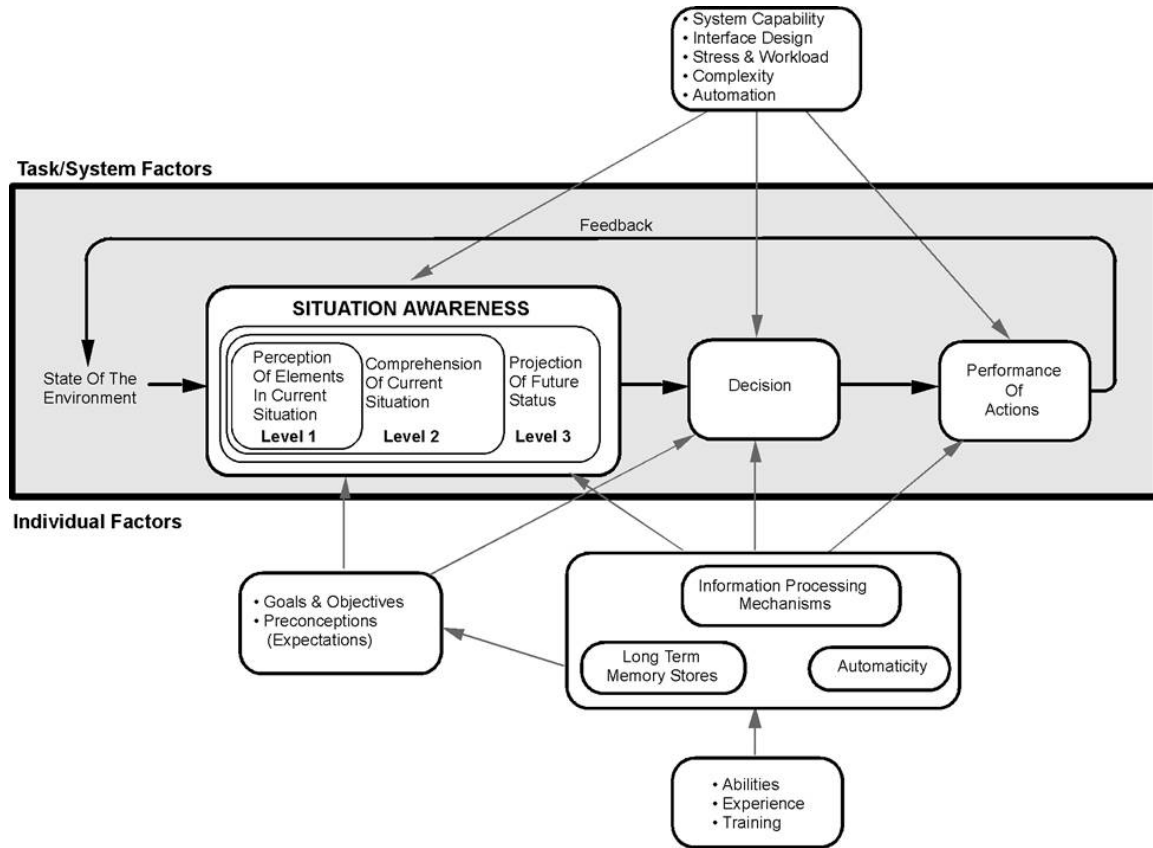 • System Capability
• Interface Design
• Stress & Workload
• Complexity
• Automation
Task/System Factors
Feedback
SITUATION AWARENESS
Perception
Of Elements
In Current
Situation
Level 1
Comprehension
Of Current
Situation
Level 2
Projection
Of Future
Status
Level 3
State Of The
Environment
Decision
Performance
Of
Actions
Individual Factors
• Goals & Objectives
• Preconceptions
(Expectations)
Information Processing
Mechanisms
Long Term
Memory Stores
Automaticity
• Abilities
• Experience
• Training